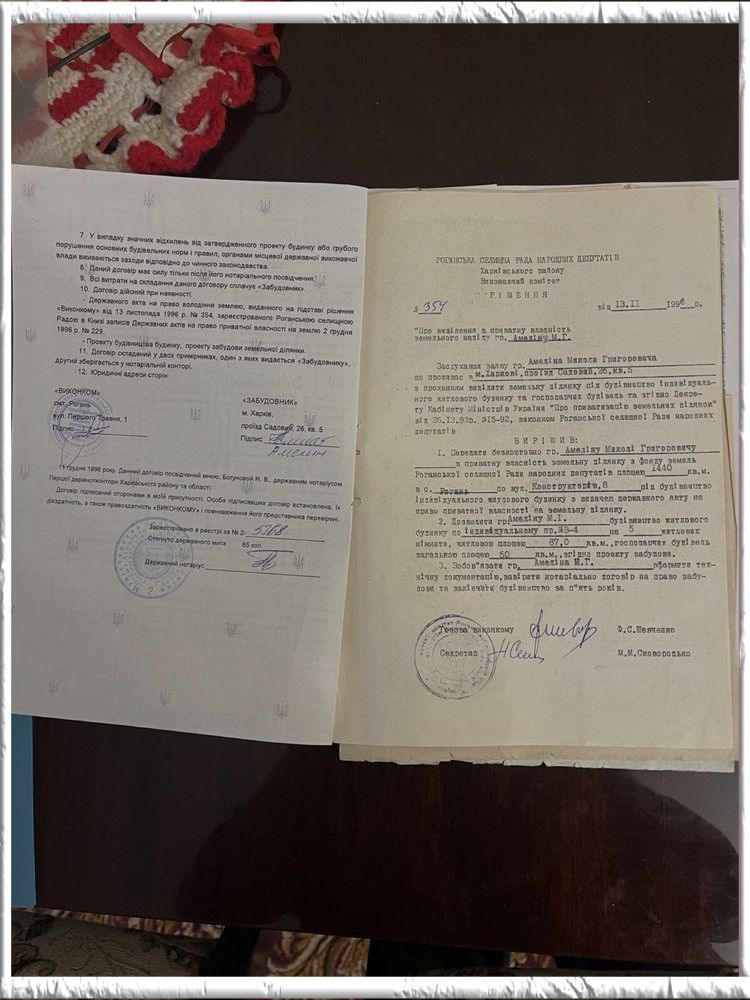 7. У випадку значних відхилень від затвердженого проекту будинку або грубого
порушення основних будівельних норм і правил, органами місцевої державної виконавчої
влади вживаються заходи відповідно до чинного законодавства.
8. Даний договір має силу тільки після його нотаріального посвідчення.
9. Всі витрати на складання даного договору сплачує «Забудовник».
10. Договір дійсний при наявності:
- Державного акта на право володіння землею, виданного на підставі рішення
«Виконкому» від 13 листопада 1996 р. № 354, зареєстрованого Роганською селищною
Радою в Книзі записів Державних актів на право приватної власності на землю 2 грудня
1996 р. № 229.
- Проекту будівництва будинку, проекту забудови земельної ділянки.
11. Договір складений у двох примірниках, один з яких видається «Забудовнику»,
другий зберігається у нотаріальній конторі.
12. Юридичні адреси сторін:
«ВИКОНКОМ»
смт. Рогань
вул. Першого Травня, 1
Підпис
«ЗАБУДОВНИК»
м. Харків,
проїзд Садовий, 26, кв. 5
Підпис
Амелин
11 грудня 1996 року. Данний договір посвідчений мною, Богуновой Н. В., державним нотаріусом
Першої держнотконтори Харківського району та області.
Договір підписаний сторонами в моїй присутності. Особа підписавших договір встановлена, їх
дієздатність, а також правоздатність «ВИКОНКОМУ» і повноваження його представника перевірені.
Зареєстровано в реєстрі за № 2- 5368
Стягнуто державного мита 85 коп.
Державний нотаріус
2
РОГАНСЬКА СЕЛИЩНА РАДА НАРОДНИХ ДЕПУТАТІВ
Харківського району
Виконавчий комітет
РІШЕННЯ
№ 354 від 13.II 1996 р.
"Про виділення а приватну власність
земельного наділу гр. Амеліну М.Г.
Заслухавши заяву гр. Амеліна Миколи Григоровича
що проживає в м.Харкові,проїзд Садовий,26,кв.5
з проханням виділити земельну ділянку під будівництво індивідуаль-
ного житлового будинку та господарчих будівель та згідно Декре-
ту Кабінету Міністрів України "Про приватизацію земельних ділянок"
від 26.I2.92р. №I5-92, виконком Роганської селищної Ради народних
депутатів
ВИРІШИВ:
I. Передати безкоштовно гр. Амеліну Миколі Григоровичу
в приватну власність земельну ділянку з Фонду земель
Роганської селищної Ради народних депутатів площею 1440 кв.м.
в с. Рогань по вул. Конструкторів,8 під будівництво
індивідуального житлового будинку з видачею державного акту на
право приватної власності на земельну ділянку.
2. Дозволити гр. Амеліну М.Г. будівництво житлового
будинку по індивідуальному пр.№В-4 на 5 житлових
кімнати, житловою площею 87,0 кв.м.,господарчих будівель
загальною площею 50 кв.м.,згідно проекту забудови.
3. Зобов'язати гр. Амеліна М.Г. оформити тех-
нічну документацію,завірити нотаріально договір на право забу-
дови та закінчити будівництво за п"ять років.
Голова виконкому Ф.С.Шевченко
Секретар М.М.Сковородько